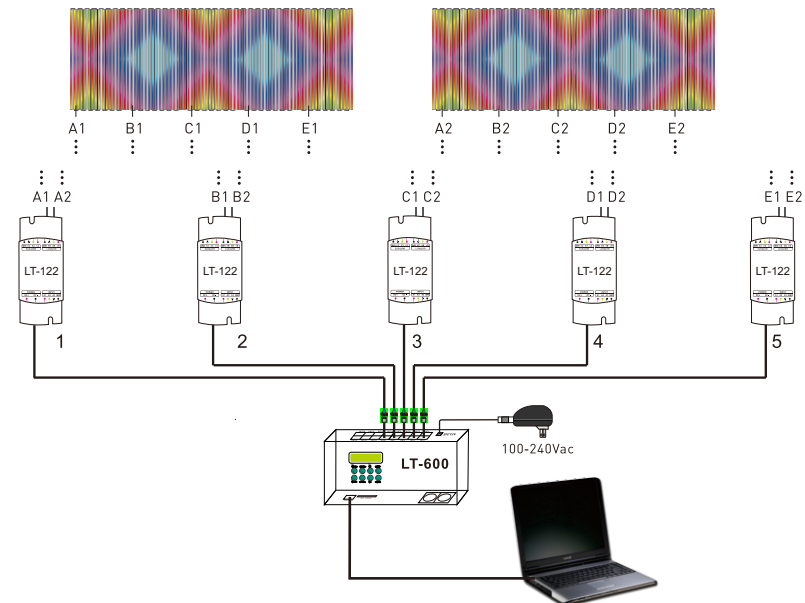 A1 B1 C1 D1 E1
A2 B2 C2 D2 E2
A1 A2
B1 B2
C1 C2
D1 D2
E1 E2
LT-122
LT-122
LT-122
LT-122
LT-122
1
2
3
4
5
100-240Vac
LT-600